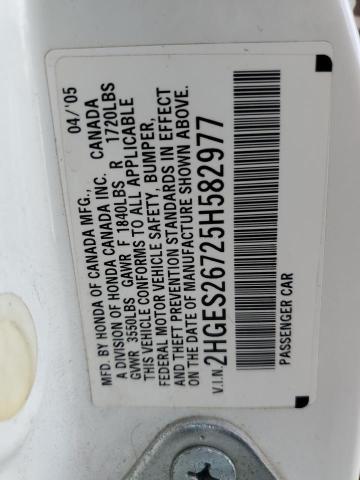 MFD. BY HONDA OF CANADA MFG., 04/'05
A DIVISION OF HONDA CANADA INC. CANADA
GVWR 3550LBS GAWR F 1840LBS R 1720LBS
THIS VEHICLE CONFORMS TO ALL APPLICABLE
FEDERAL MOTOR VEHICLE SAFETY, BUMPER,
AND THEFT PREVENTION STANDARDS IN EFFECT
ON THE DATE OF MANUFACTURE SHOWN ABOVE.
V.I.N. 2HGES26725H582977
PASSENGER CAR